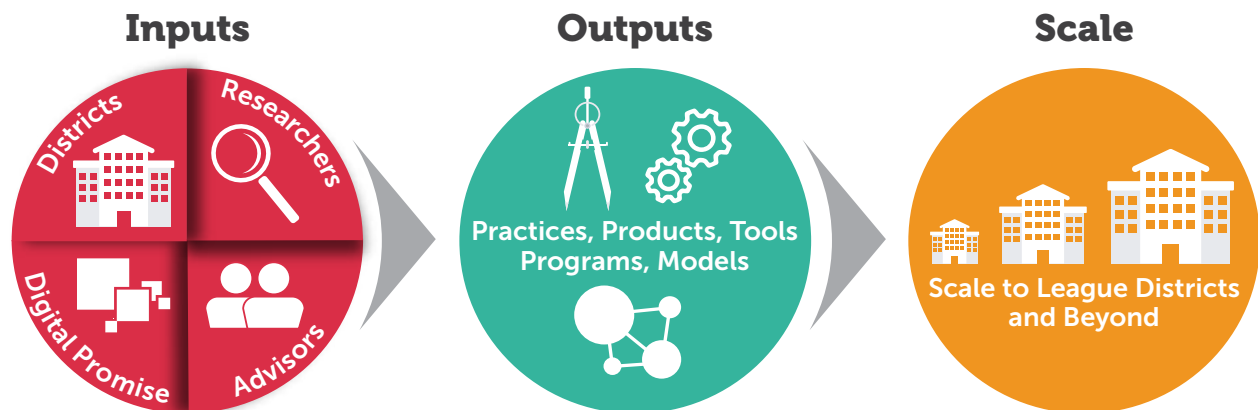 Inputs
Outputs
Scale
Districts
Researchers
Digital Promise
Advisors
Practices, Products, Tools
Programs, Models
Scale to League Districts
and Beyond